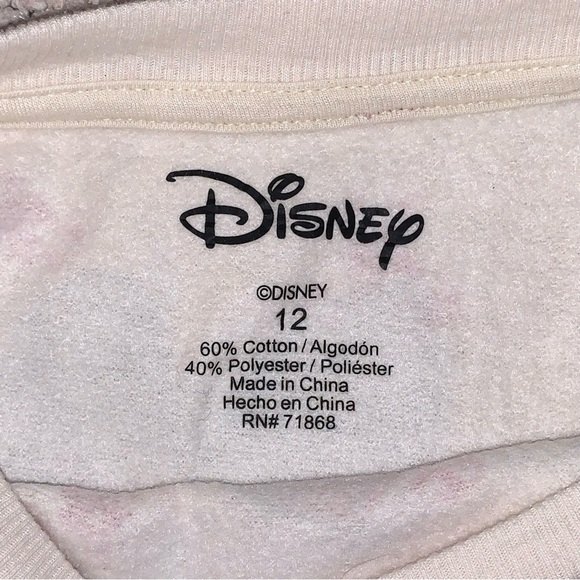 Disney
©DISNEY
12
60% Cotton / Algodón
40% Polyester / Poliéster
Made in China
Hecho en China
RN# 71868